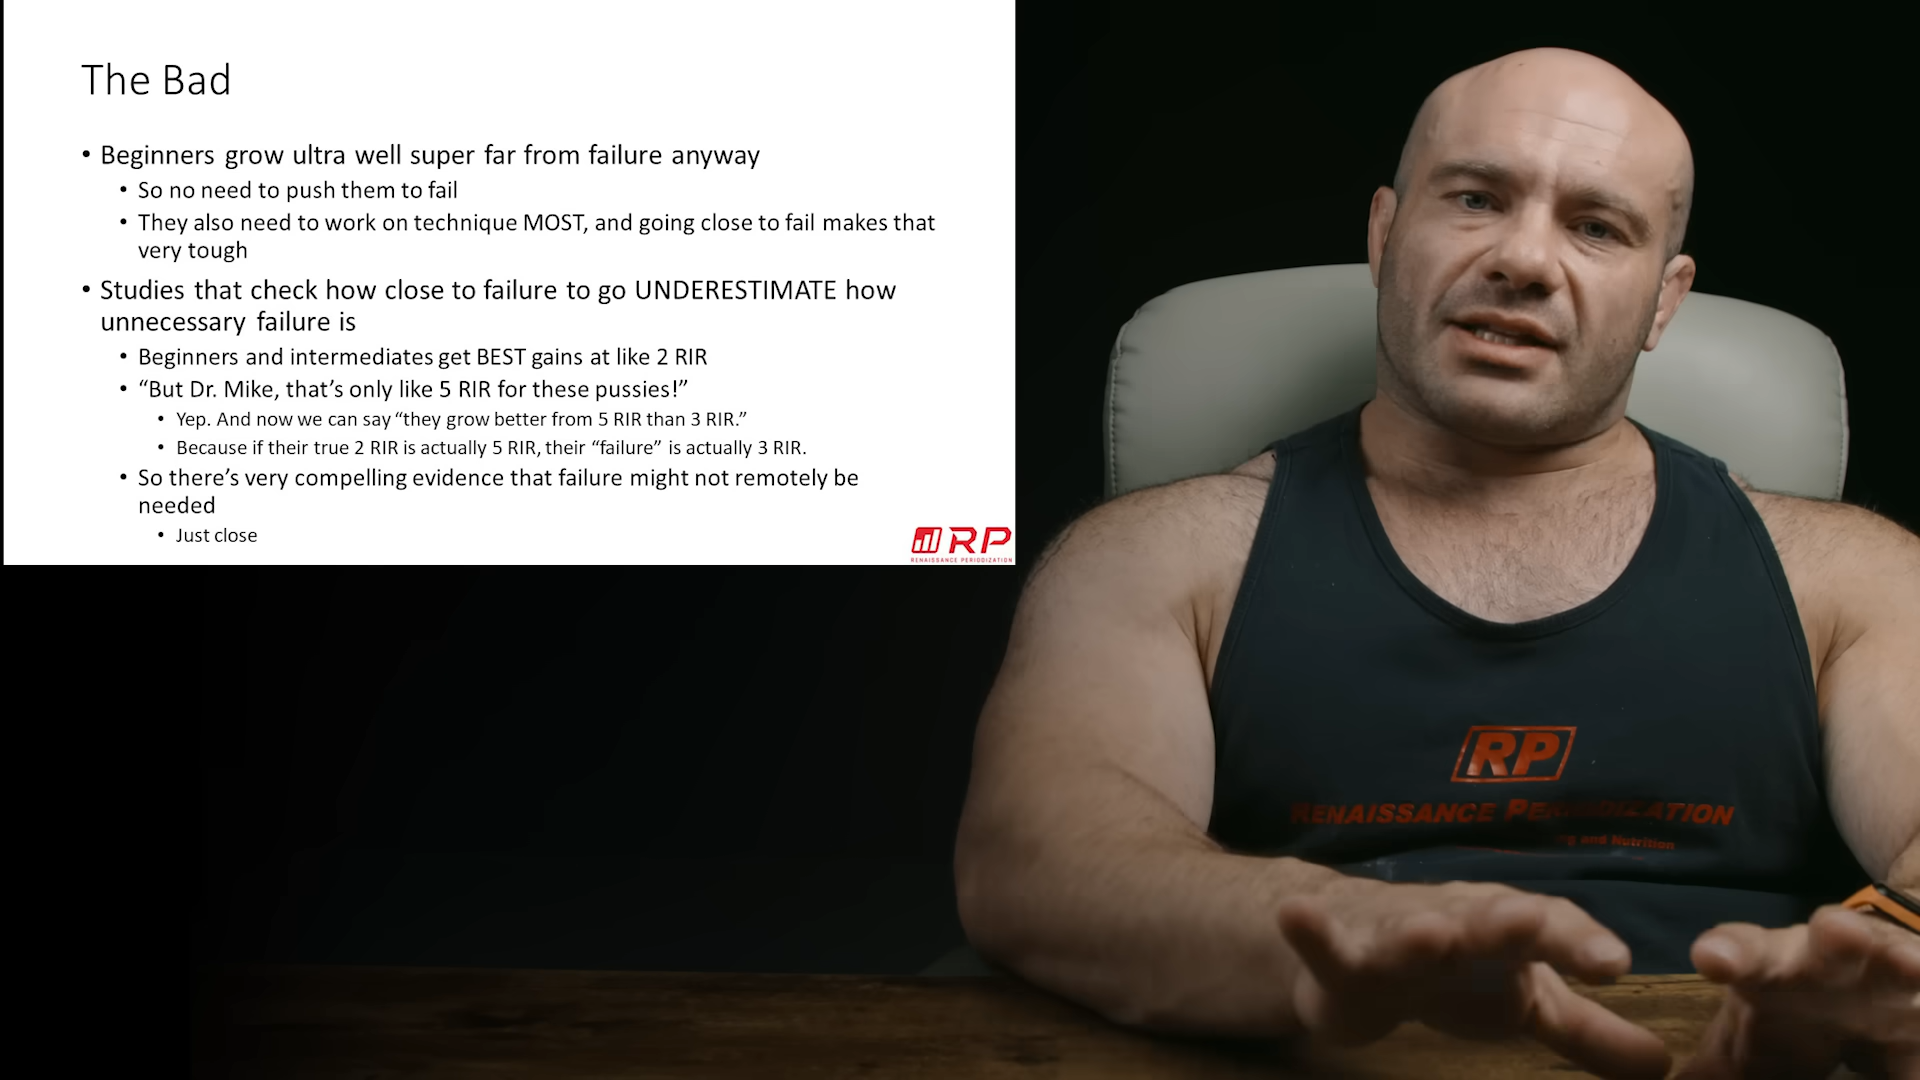 The Bad
• Beginners grow ultra well super far from failure anyway
• So no need to push them to fail
• They also need to work on technique MOST, and going close to fail makes that
very tough
• Studies that check how close to failure to go UNDERESTIMATE how
unnecessary failure is
• Beginners and intermediates get BEST gains at like 2 RIR
• “But Dr. Mike, that’s only like 5 RIR for these pussies!”
• Yep. And now we can say “they grow better from 5 RIR than 3 RIR.”
• Because if their true 2 RIR is actually 5 RIR, their “failure” is actually 3 RIR.
• So there’s very compelling evidence that failure might not remotely be
needed
• Just close
RP
RENAISSANCE PERIODIZATION
RP
RENAISSANCE PERIODIZATION
and Nutrition